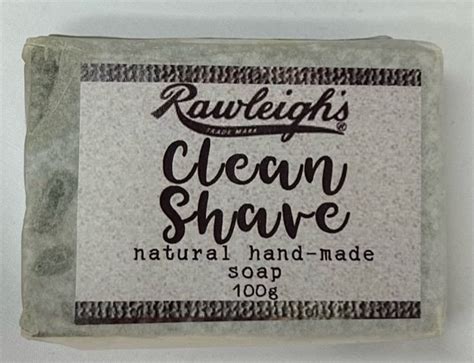 Rawleigh's
TRADE MARK ®
Clean
Shave
natural hand-made
soap
100g